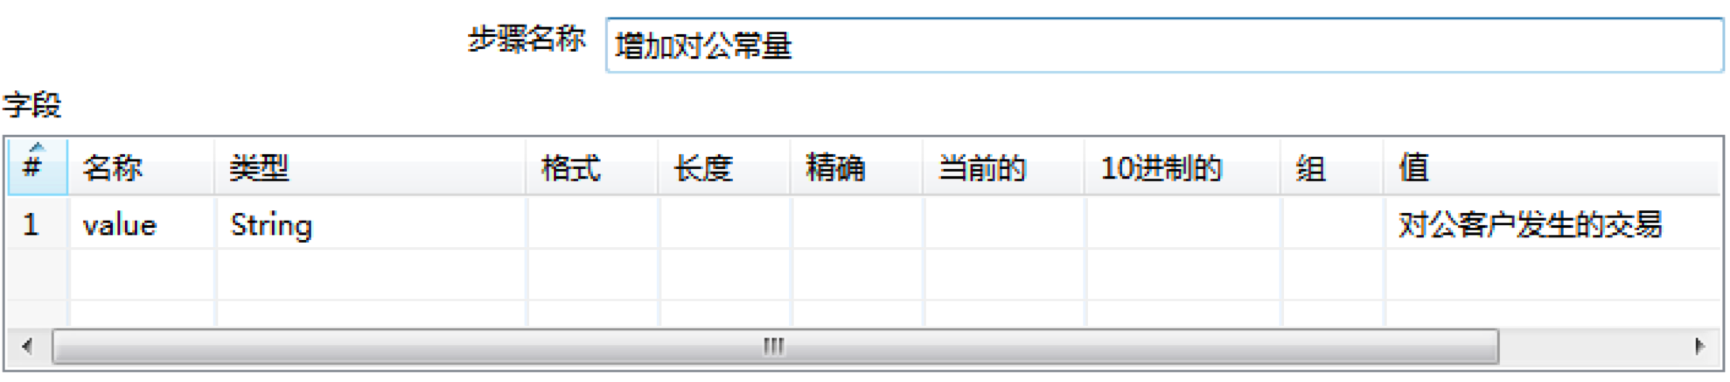 步骤名称 增加对公常量
字段
# 名称 类型 格式 长度 精确 当前的 10进制的 组 值
1 value String 对公客户发生的交易